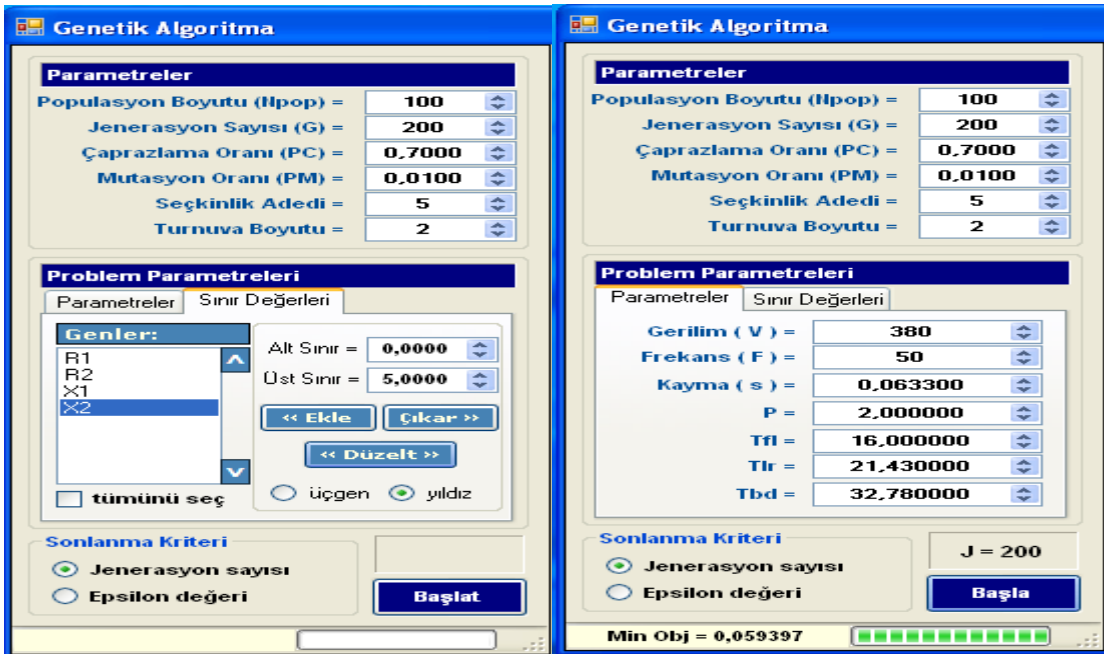 Genetik Algoritma
Parametreler
Populasyon Boyutu (Npop) = 100
Jenerasyon Sayısı (G) = 200
Çaprazlama Oranı (PC) = 0,7000
Mutasyon Oranı (PM) = 0,0100
Seçkinlik Adedi = 5
Turnuva Boyutu = 2
Problem Parametreleri
Parametreler Sınır Değerleri
Genler:
R1
R2
X1
X2
Alt Sınır = 0,0000
Üst Sınır = 5,0000
<< Ekle Çıkar >>
<< Düzelt >>
tümünü seç
üçgen yıldız
Sonlanma Kriteri
Jenerasyon sayısı
Epsilon değeri
Başlat
Genetik Algoritma
Parametreler
Populasyon Boyutu (Npop) = 100
Jenerasyon Sayısı (G) = 200
Çaprazlama Oranı (PC) = 0,7000
Mutasyon Oranı (PM) = 0,0100
Seçkinlik Adedi = 5
Turnuva Boyutu = 2
Problem Parametreleri
Parametreler Sınır Değerleri
Gerilim ( V ) = 380
Frekans ( F ) = 50
Kayma ( s ) = 0,063300
P = 2,000000
Tfl = 16,000000
Tlr = 21,430000
Tbd = 32,780000
Sonlanma Kriteri
Jenerasyon sayısı
Epsilon değeri
J = 200
Başla
Min Obj = 0,059397